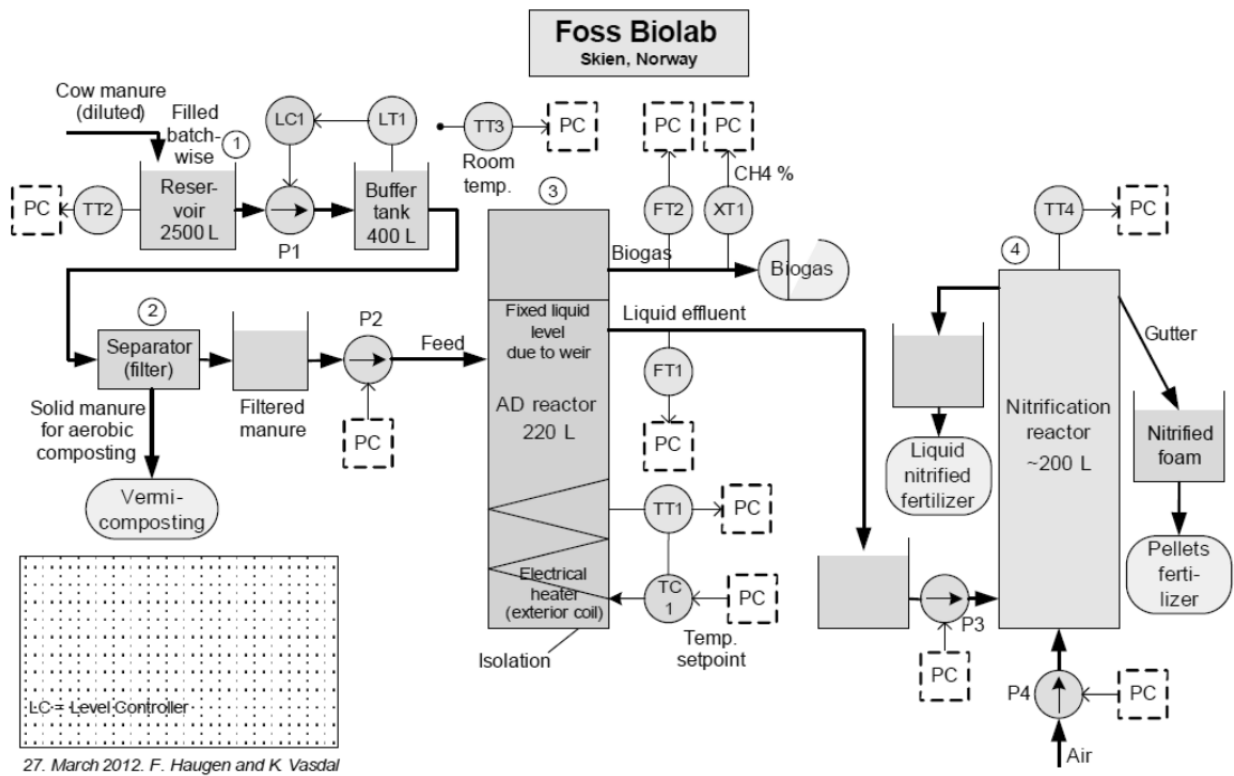 Foss Biolab
Skien, Norway
Cow manure
(diluted)
Filled
batch-
wise
1
LC1
LT1
TT3
PC
Room
temp.
PC
PC
CH4 %
PC
TT2
Reser-
voir
2500 L
P1
Buffer
tank
400 L
3
FT2
XT1
Biogas
Biogas
TT4
PC
4
2
Separator
(filter)
Solid manure
for aerobic
composting
Vermi-
composting
Filtered
manure
P2
PC
Feed
Fixed liquid
level
due to weir
AD reactor
220 L
Liquid effluent
FT1
PC
TT1
PC
Electrical
heater
(exterior coil)
TC
1
PC
Temp.
setpoint
Isolation
Liquid
nitrified
fertilizer
Nitrification
reactor
~200 L
Gutter
Nitrified
foam
Pellets
ferti-
lizer
P3
PC
P4
PC
Air
LC = Level Controller
27. March 2012. F. Haugen and K. Vasdal